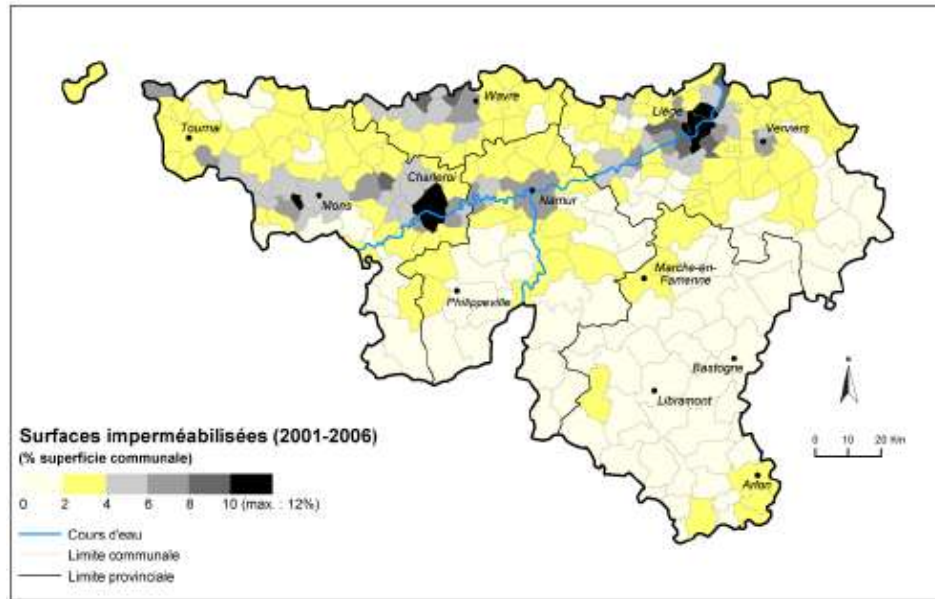 Wavre
Liège
Tournai
Verviers
Charleroi
Mons
Namur
Marche-en-
Famenne
Philippeville
Bastogne
Libramont
Surfaces imperméabilisées (2001-2006)
(% superficie communale)
0 2 4 6 8 10 (max. : 12%)
0 10 20 Km
Arlon
Cours d'eau
Limite communale
Limite provinciale